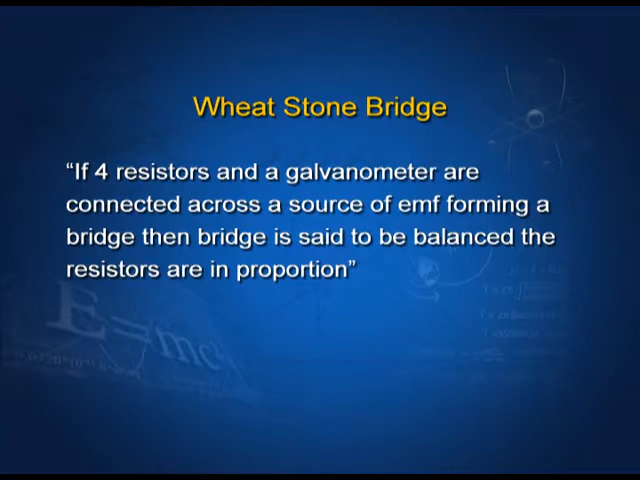 Wheat Stone Bridge
“If 4 resistors and a galvanometer are
connected across a source of emf forming a
bridge then bridge is said to be balanced the
resistors are in proportion”
E=mc²